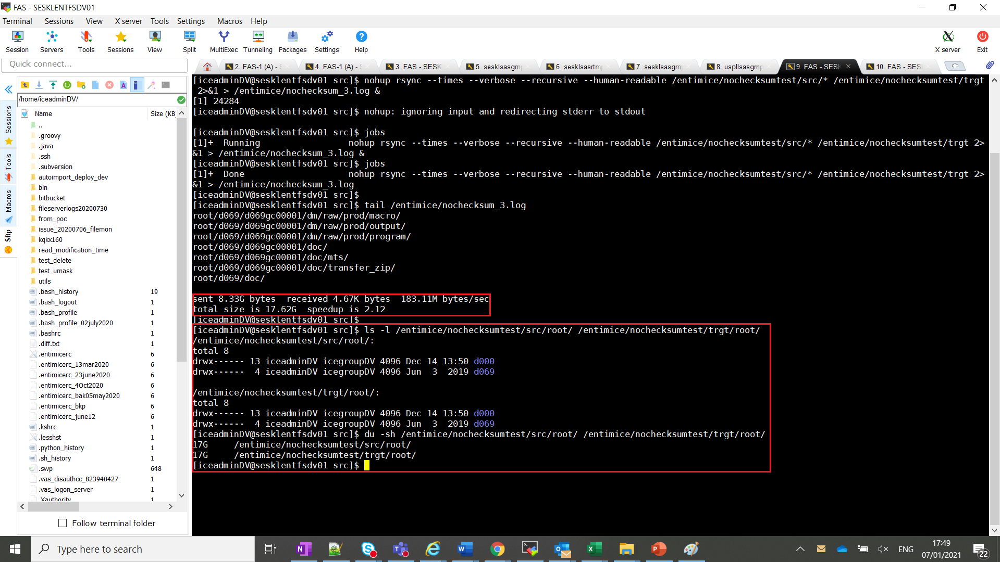 FAS - SESKLENTFSDV01
Terminal Sessions View X server Tools Settings Macros Help
Session Servers Tools Sessions View Split MultiExec Tunneling Packages Settings Help X server Exit
Quick connect...
2. FAS-1 (A) - S 4. FAS-1 (A) - S 3. FAS - SESK 5. sesklsasgrnp 6. sesklsasrtmp 7. sesklsasgrnp 8. uspllsasgrnp 9. FAS - SESK 10. FAS - SES
/home/iceadminDV/
Name Size (KB)
..
.groovy
.java
.ssh
.subversion
autoimport_deploy_dev
bin
bitbucket
fileserverlogs20200730
from_poc
issue_20200706_filemon
kqkx160
read_modification_time
test_delete
test_umask
utils
.bash_history 19
.bash_logout 1
.bash_profile 1
.bash_profile_02july2020 1
.bashrc 1
.diff.txt 1
.entimicerc 6
.entimicerc_13mar2020 6
.entimicerc_23june2020 6
.entimicerc_4Oct2020 6
.entimicerc_bak05may2020 6
.entimicerc_bkp 6
.entimicerc_june12 6
.kshrc 1
.lesshst 1
.python_history 1
.sh_history 1
.swp 648
.vas_disauthcc_823940427 1
.vas_logon_server 1
.Xauthority 1
Follow terminal folder
Sessions
Tools
Macros
Sftp
[iceadminDV@sesklentfsdv01 src]$ nohup rsync --times --verbose --recursive --human-readable /entimice/nochecksumtest/src/* /entimice/nochecksumtest/trgt
2>&1 > /entimice/nochecksum_3.log &
[1] 24284
[iceadminDV@sesklentfsdv01 src]$ nohup: ignoring input and redirecting stderr to stdout
[iceadminDV@sesklentfsdv01 src]$ jobs
[1]+  Running                 nohup rsync --times --verbose --recursive --human-readable /entimice/nochecksumtest/src/* /entimice/nochecksumtest/trgt 2>
&1 > /entimice/nochecksum_3.log &
[iceadminDV@sesklentfsdv01 src]$ jobs
[1]+  Done                    nohup rsync --times --verbose --recursive --human-readable /entimice/nochecksumtest/src/* /entimice/nochecksumtest/trgt 2>
&1 > /entimice/nochecksum_3.log
[iceadminDV@sesklentfsdv01 src]$
[iceadminDV@sesklentfsdv01 src]$ tail /entimice/nochecksum_3.log
root/d069/d069gc00001/dm/raw/prod/macro/
root/d069/d069gc00001/dm/raw/prod/output/
root/d069/d069gc00001/dm/raw/prod/program/
root/d069/d069gc00001/doc/
root/d069/d069gc00001/doc/mts/
root/d069/d069gc00001/doc/transfer_zip/
root/d069/doc/
sent 8.33G bytes  received 4.67K bytes  183.11M bytes/sec
total size is 17.62G  speedup is 2.12
[iceadminDV@sesklentfsdv01 src]$
[iceadminDV@sesklentfsdv01 src]$ ls -l /entimice/nochecksumtest/src/root/ /entimice/nochecksumtest/trgt/root/
/entimice/nochecksumtest/src/root/:
total 8
drwx------ 13 iceadminDV icegroupDV 4096 Dec 14 13:50 d000
drwx------  4 iceadminDV icegroupDV 4096 Jun  3  2019 d069
/entimice/nochecksumtest/trgt/root/:
total 8
drwx------ 13 iceadminDV icegroupDV 4096 Dec 14 13:50 d000
drwx------  4 iceadminDV icegroupDV 4096 Jun  3  2019 d069
[iceadminDV@sesklentfsdv01 src]$ du -sh /entimice/nochecksumtest/src/root/ /entimice/nochecksumtest/trgt/root/
17G     /entimice/nochecksumtest/src/root/
17G     /entimice/nochecksumtest/trgt/root/
[iceadminDV@sesklentfsdv01 src]$
Type here to search
ENG
17:49
07/01/2021
22